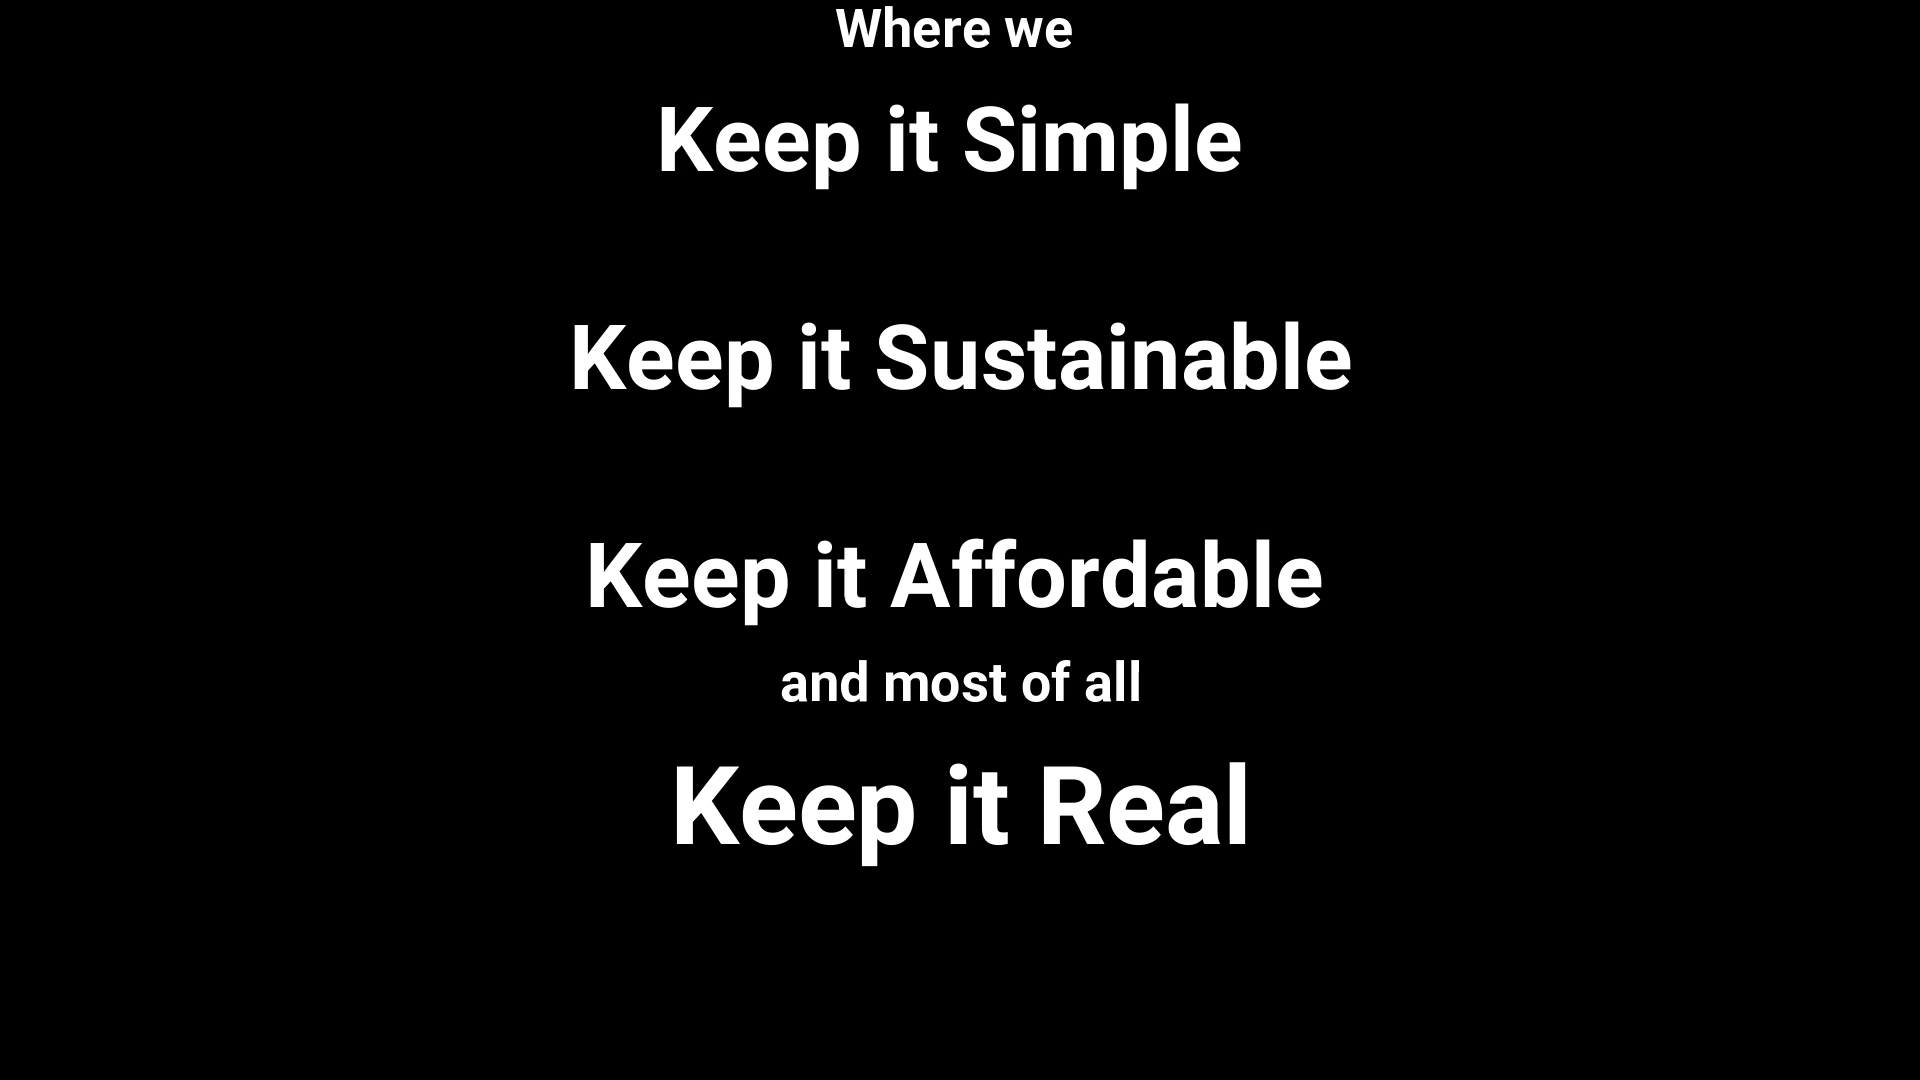 Where we
Keep it Simple
Keep it Sustainable
Keep it Affordable
and most of all
Keep it Real